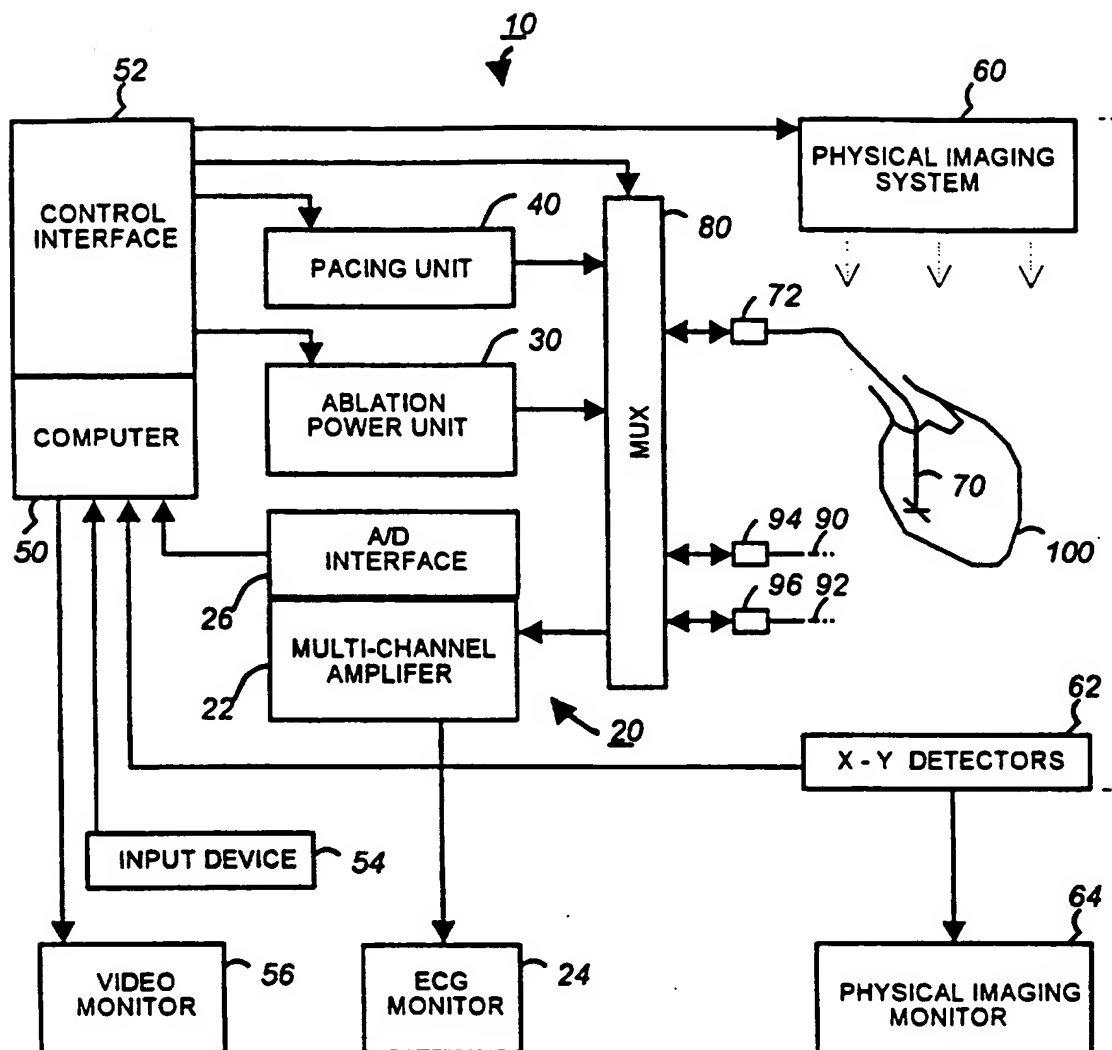 10
52
60
CONTROL
INTERFACE
PHYSICAL IMAGING
SYSTEM
40
80
PACING UNIT
72
30
ABLATION
POWER UNIT
MUX
COMPUTER
70
50
A/D
INTERFACE
94
90
100
26
96
92
MULTI-CHANNEL
AMPLIFER
22
20
62
X - Y DETECTORS
INPUT DEVICE
54
64
VIDEO
MONITOR
56
ECG
MONITOR
24
PHYSICAL IMAGING
MONITOR